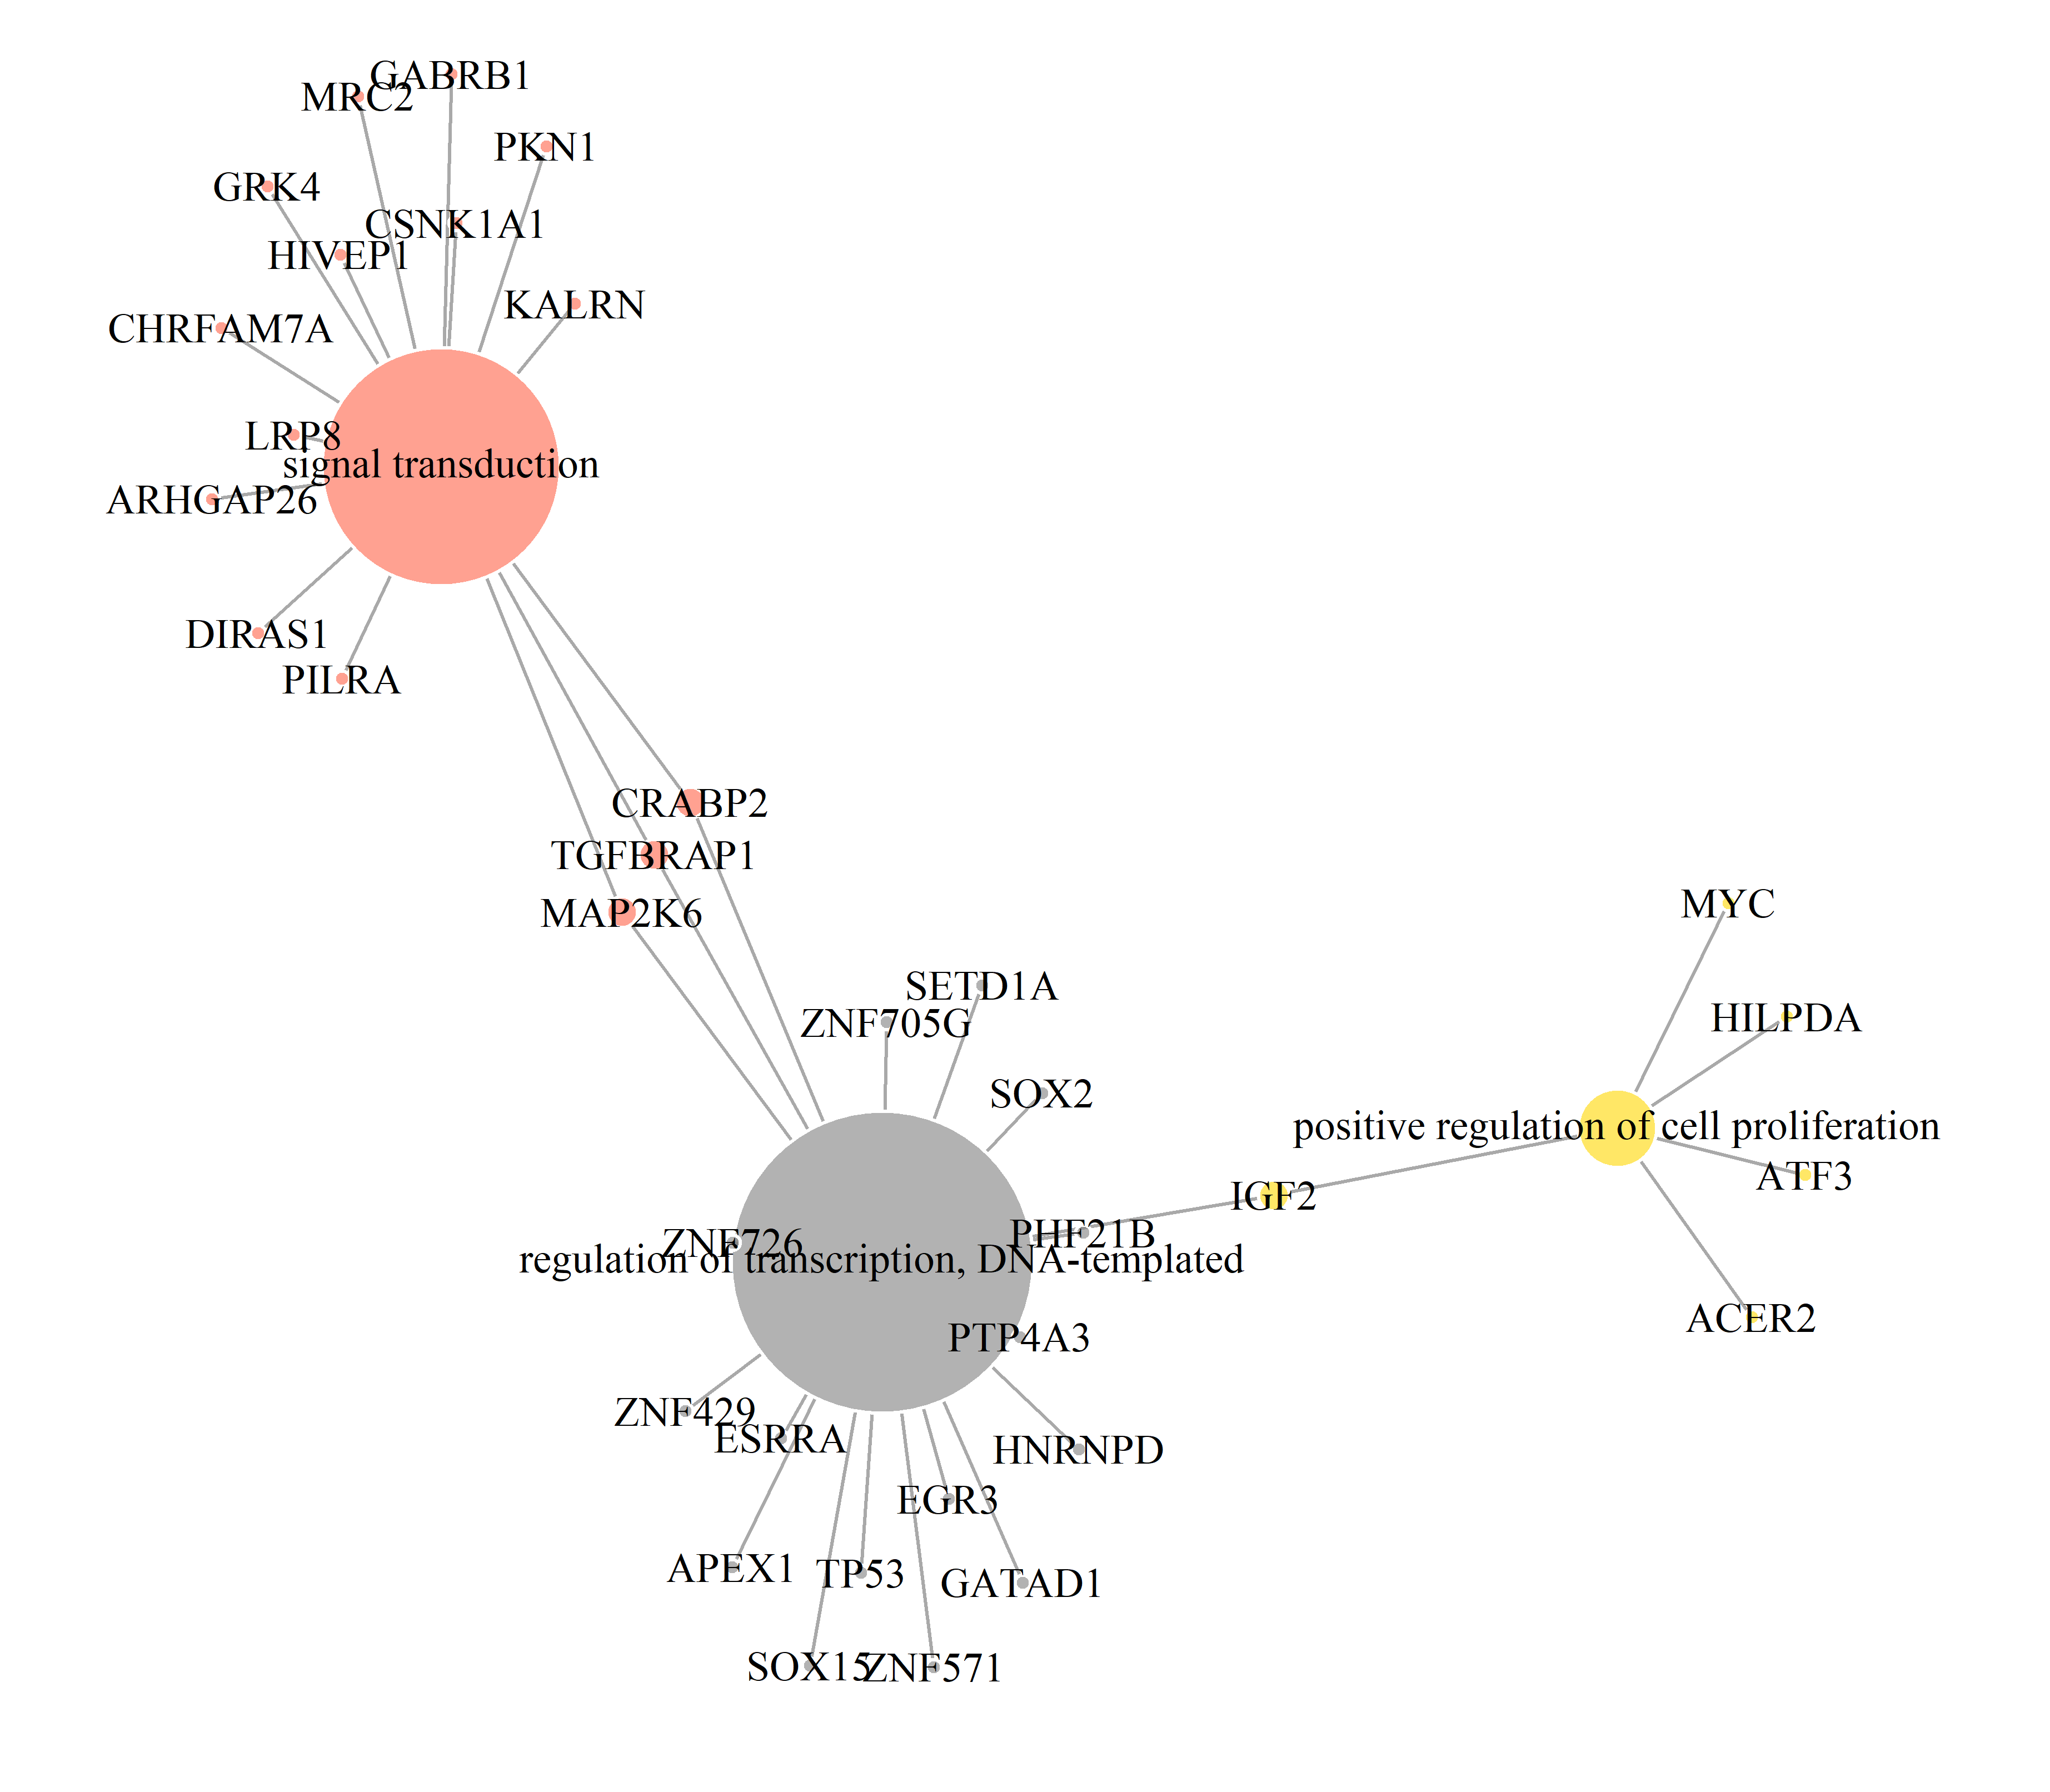 GABRB1
MRC2
PKN1
GRK4
CSNK1A1
HIVEP1
KALRN
CHRFAM7A
LRP8
signal transduction
ARHGAP26
DIRAS1
PILRA
CRABP2
TGFBRAP1
MAP2K6
MYC
SETD1A
ZNF705G
HILPDA
SOX2
positive regulation of cell proliferation
ATF3
IGF2
PHF21B
ZNF726
regulation of transcription, DNA-templated
ACER2
PTP4A3
ZNF429
ESRRA
HNRNPD
EGR3
APEX1
TP53
GATAD1
SOX15
ZNF571